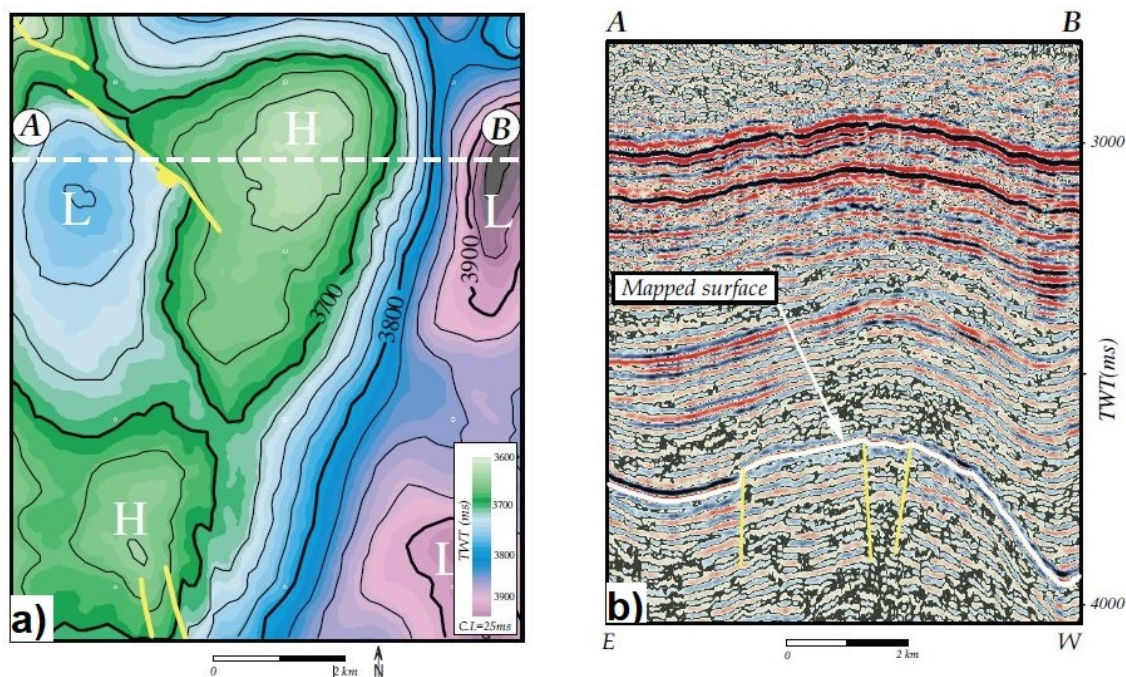 A
H
B
L
L
3900
3700
3800
H
L
3600
3700
3800
3900
TWT (ms)
C.I.=25ms
a)
0
2 km
N
A
B
3000
Mapped surface
TWT(ms)
4000
b)
E
W
0
2 km